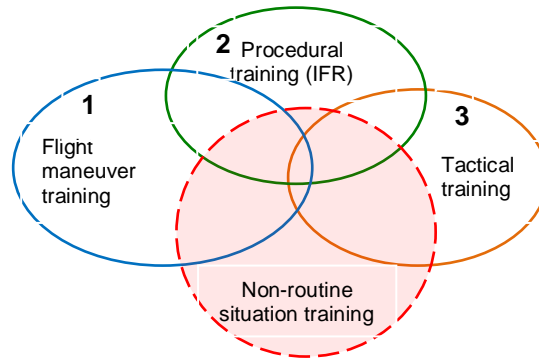 2
Procedural
training (IFR)
1
3
Flight
maneuver
training
Tactical
training
Non-routine
situation training